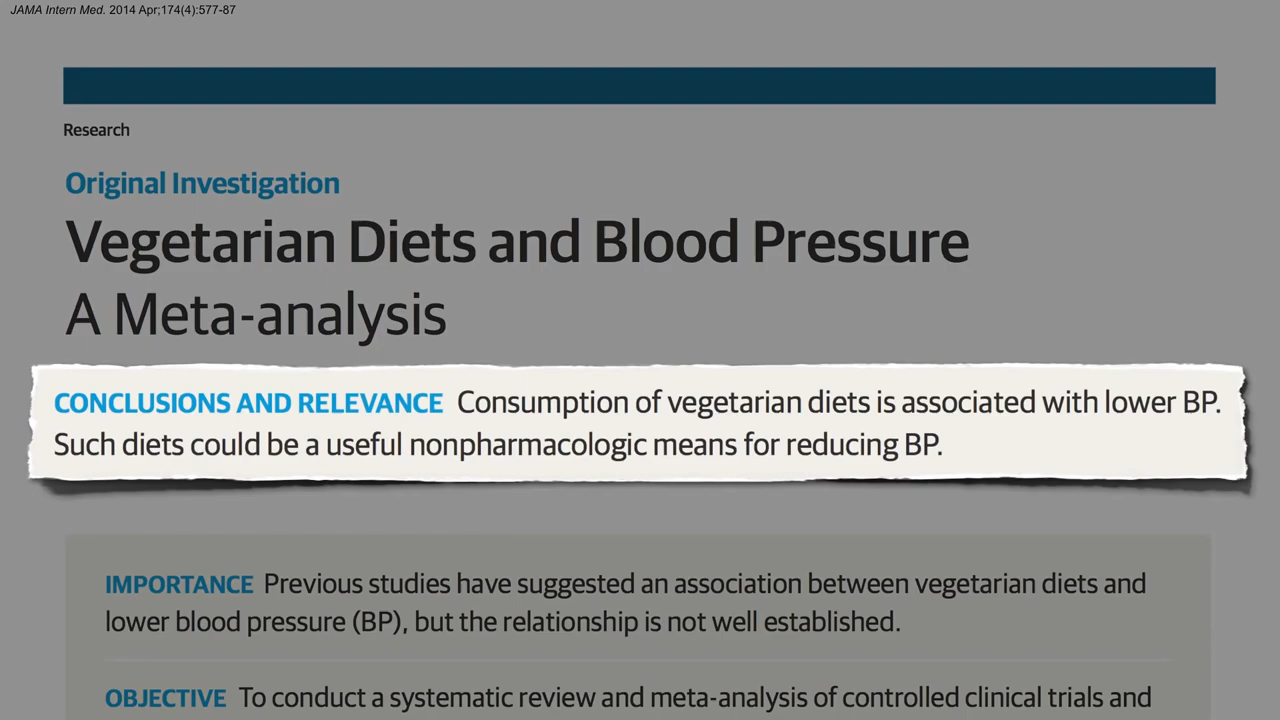 JAMA Intern Med. 2014 Apr;174(4):577-87
Research
Original Investigation
Vegetarian Diets and Blood Pressure
A Meta-analysis
CONCLUSIONS AND RELEVANCE Consumption of vegetarian diets is associated with lower BP.
Such diets could be a useful nonpharmacologic means for reducing BP.
IMPORTANCE Previous studies have suggested an association between vegetarian diets and
lower blood pressure (BP), but the relationship is not well established.
OBJECTIVE To conduct a systematic review and meta-analysis of controlled clinical trials and